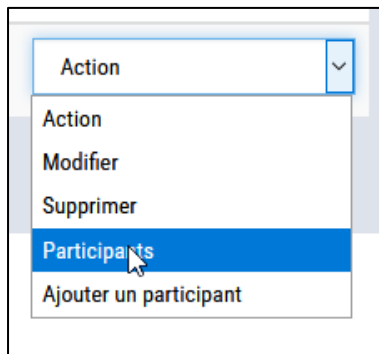 Action
Action
Modifier
Supprimer
Participants
Ajouter un participant